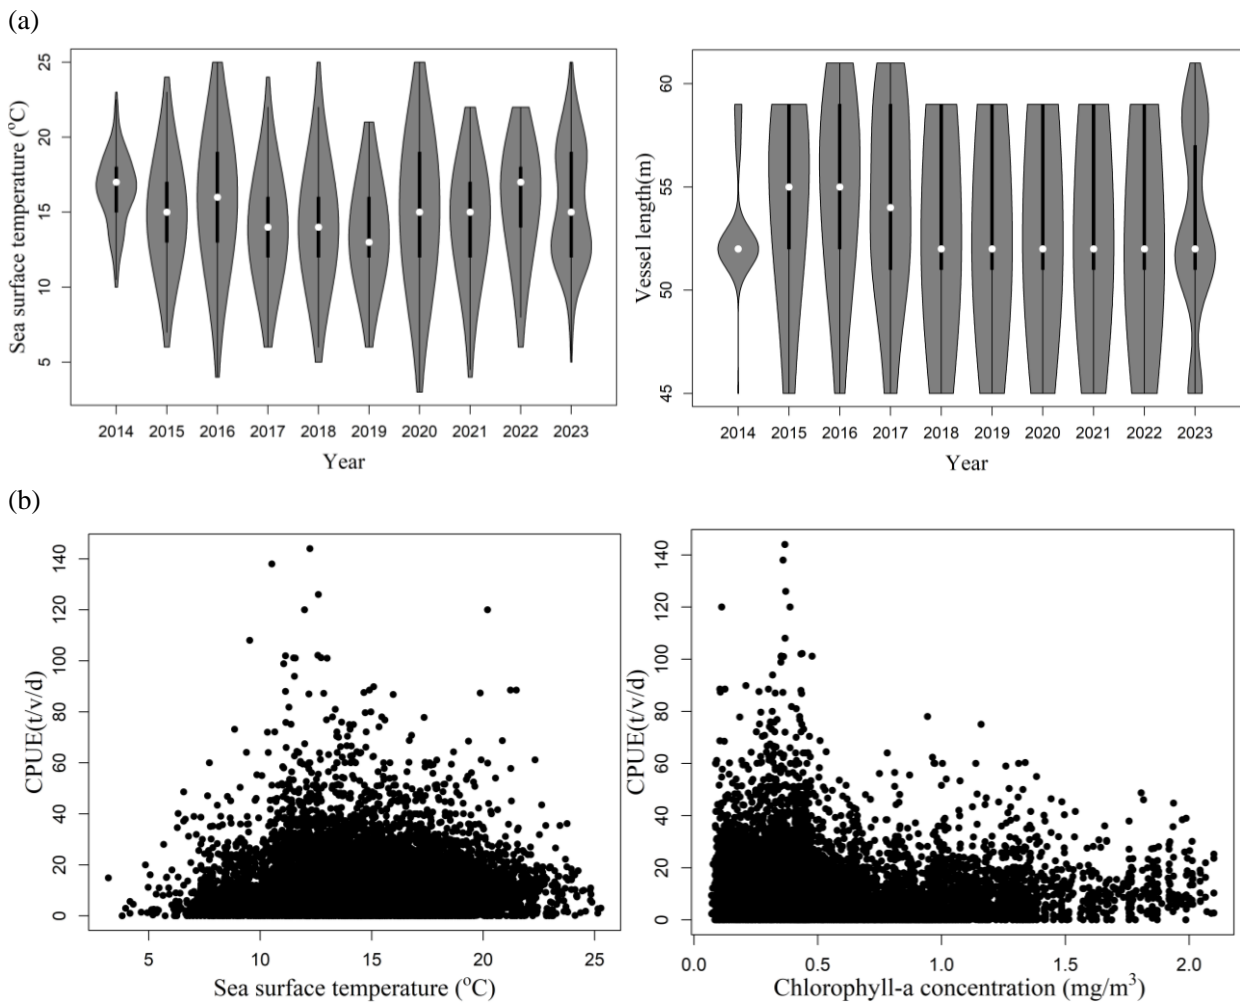 (a)
Sea surface temperature (°C)
25
20
15
10
5
2014 2015 2016 2017 2018 2019 2020 2021 2022 2023
Year
Vessel length(m)
60
55
50
45
2014 2015 2016 2017 2018 2019 2020 2021 2022 2023
Year
(b)
CPUE(t/v/d)
140
120
100
80
60
40
20
0
5 10 15 20 25
Sea surface temperature (°C)
CPUE(t/v/d)
140
120
100
80
60
40
20
0
0.0 0.5 1.0 1.5 2.0
Chlorophyll-a concentration (mg/m³)